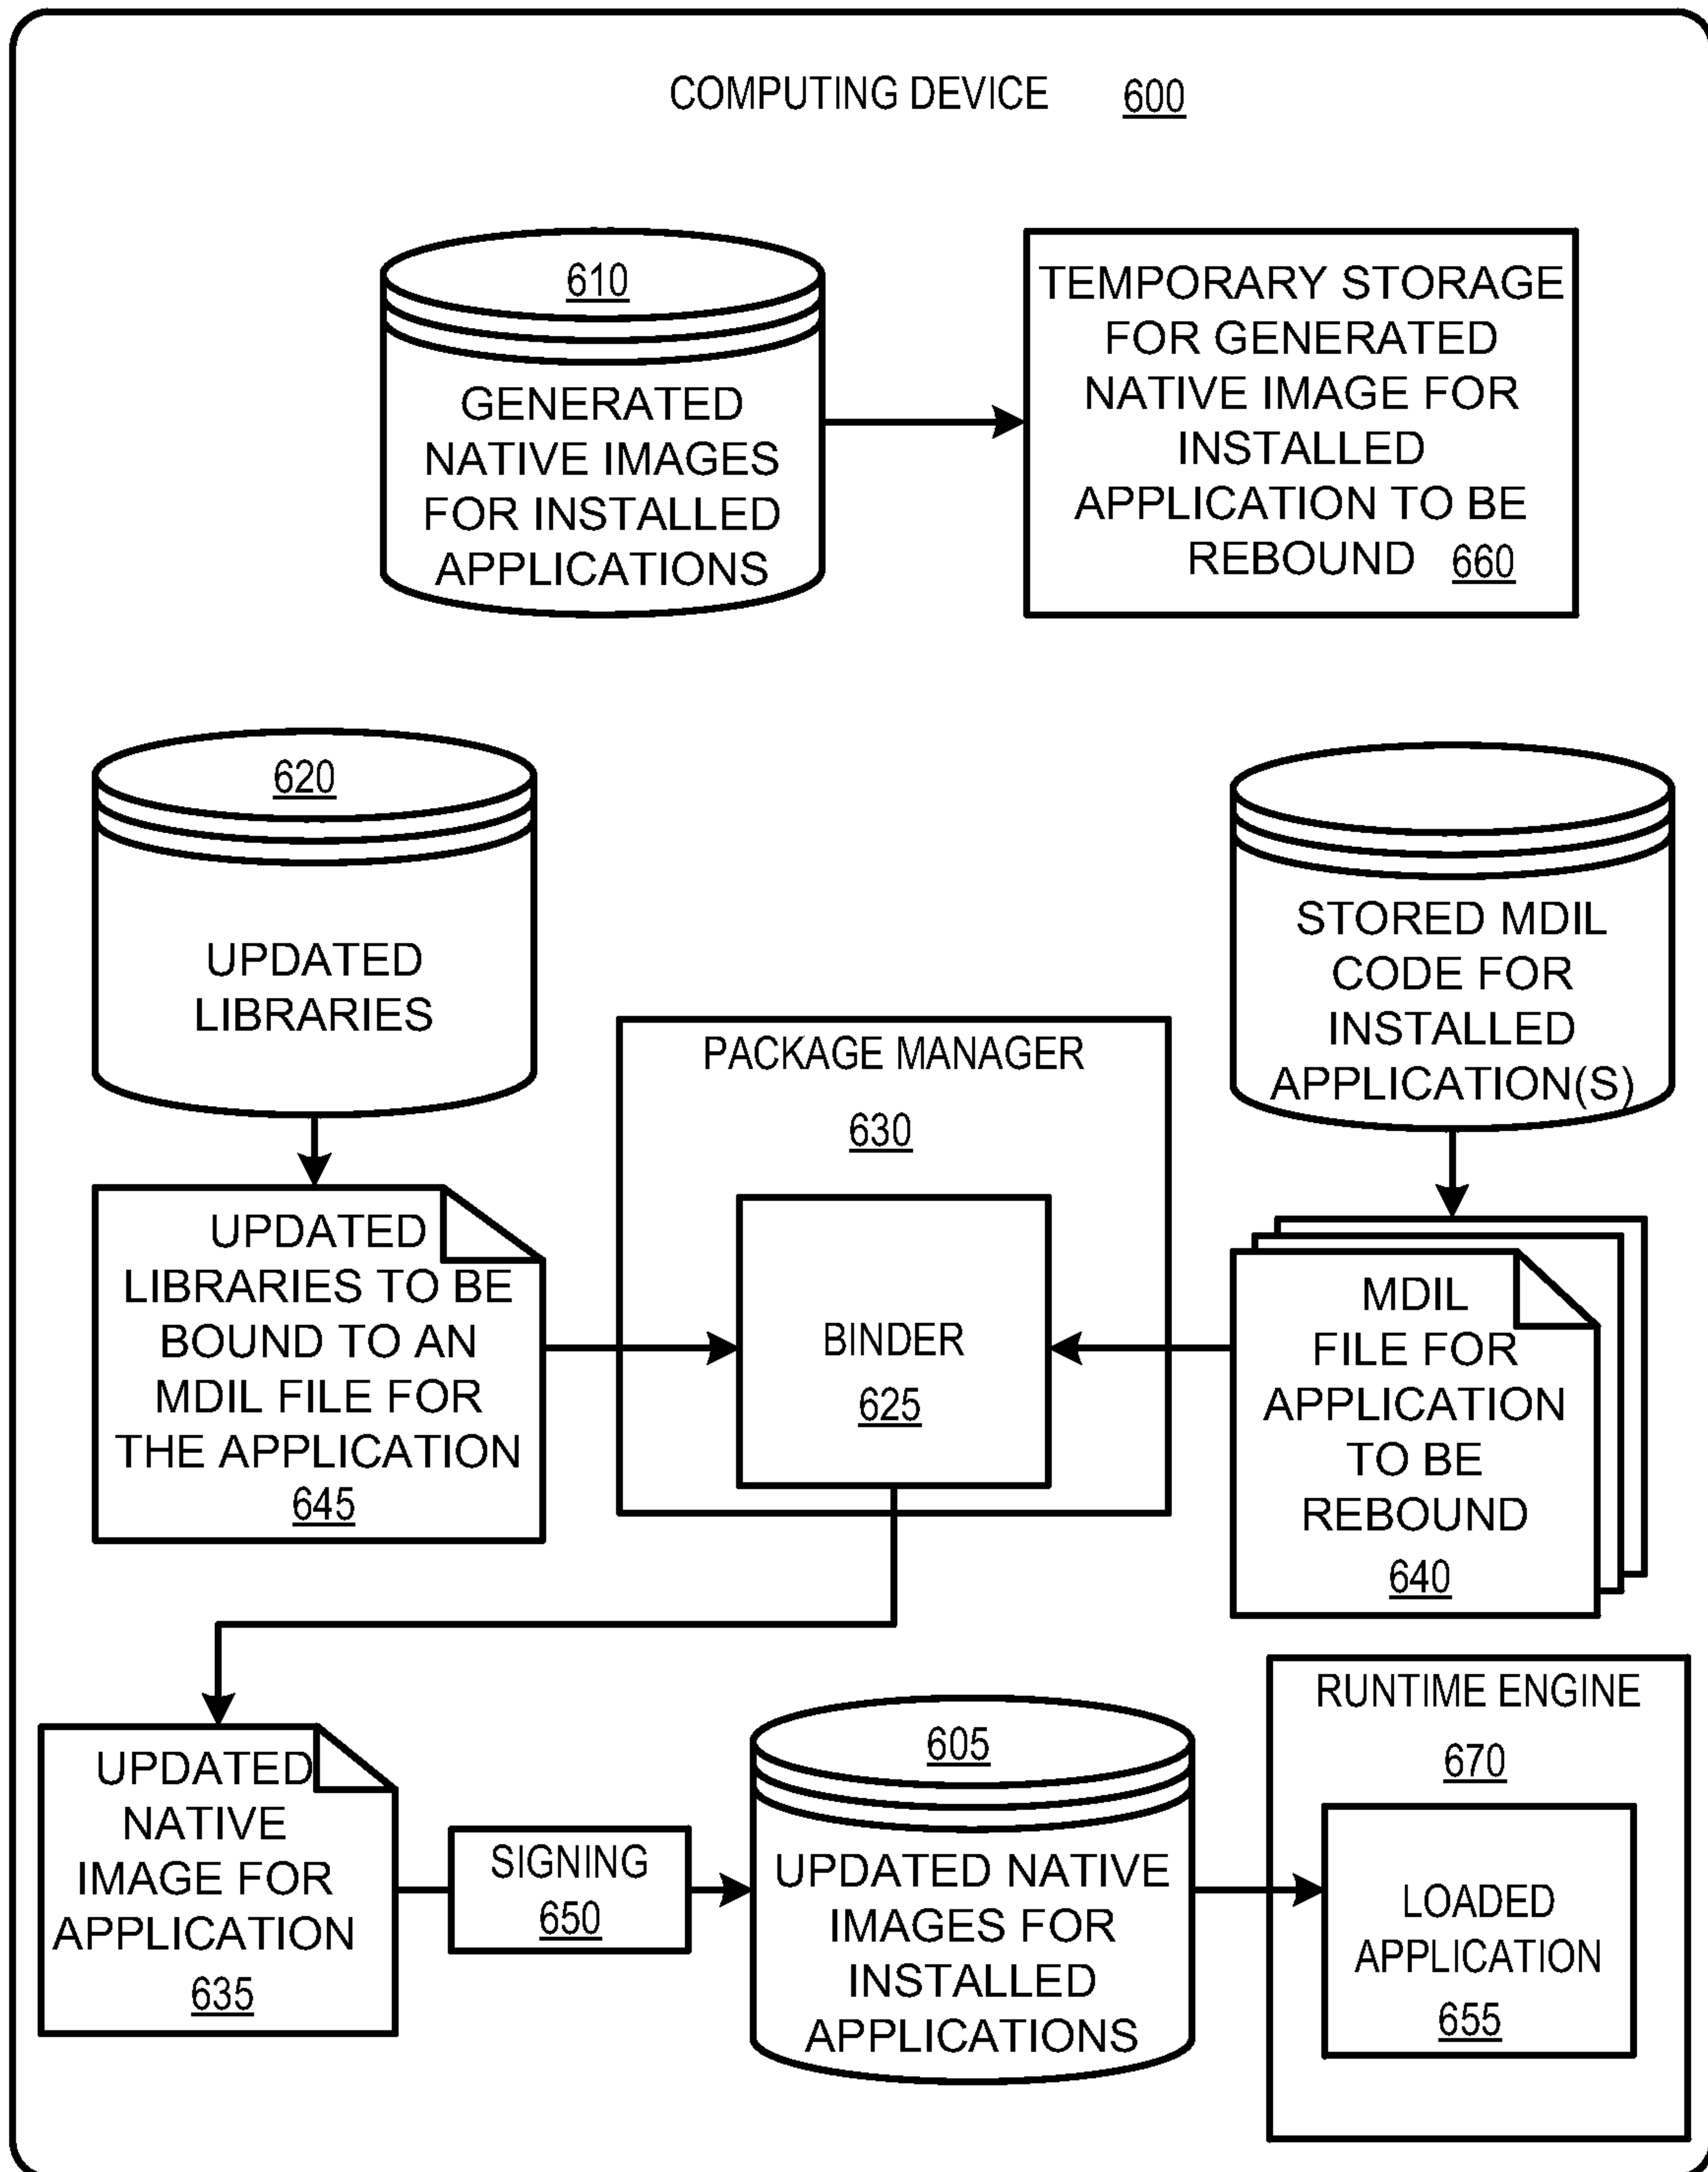 COMPUTING DEVICE 600
610
GENERATED
NATIVE IMAGES
FOR INSTALLED
APPLICATIONS
TEMPORARY STORAGE
FOR GENERATED
NATIVE IMAGE FOR
INSTALLED
APPLICATION TO BE
REBOUND 660
620
UPDATED
LIBRARIES
STORED MDIL
CODE FOR
INSTALLED
APPLICATION(S)
PACKAGE MANAGER
630
UPDATED
LIBRARIES TO BE
BOUND TO AN
MDIL FILE FOR
THE APPLICATION
645
BINDER
625
MDIL
FILE FOR
APPLICATION
TO BE
REBOUND
640
UPDATED
NATIVE
IMAGE FOR
APPLICATION
635
SIGNING
650
605
UPDATED NATIVE
IMAGES FOR
INSTALLED
APPLICATIONS
RUNTIME ENGINE
670
LOADED
APPLICATION
655